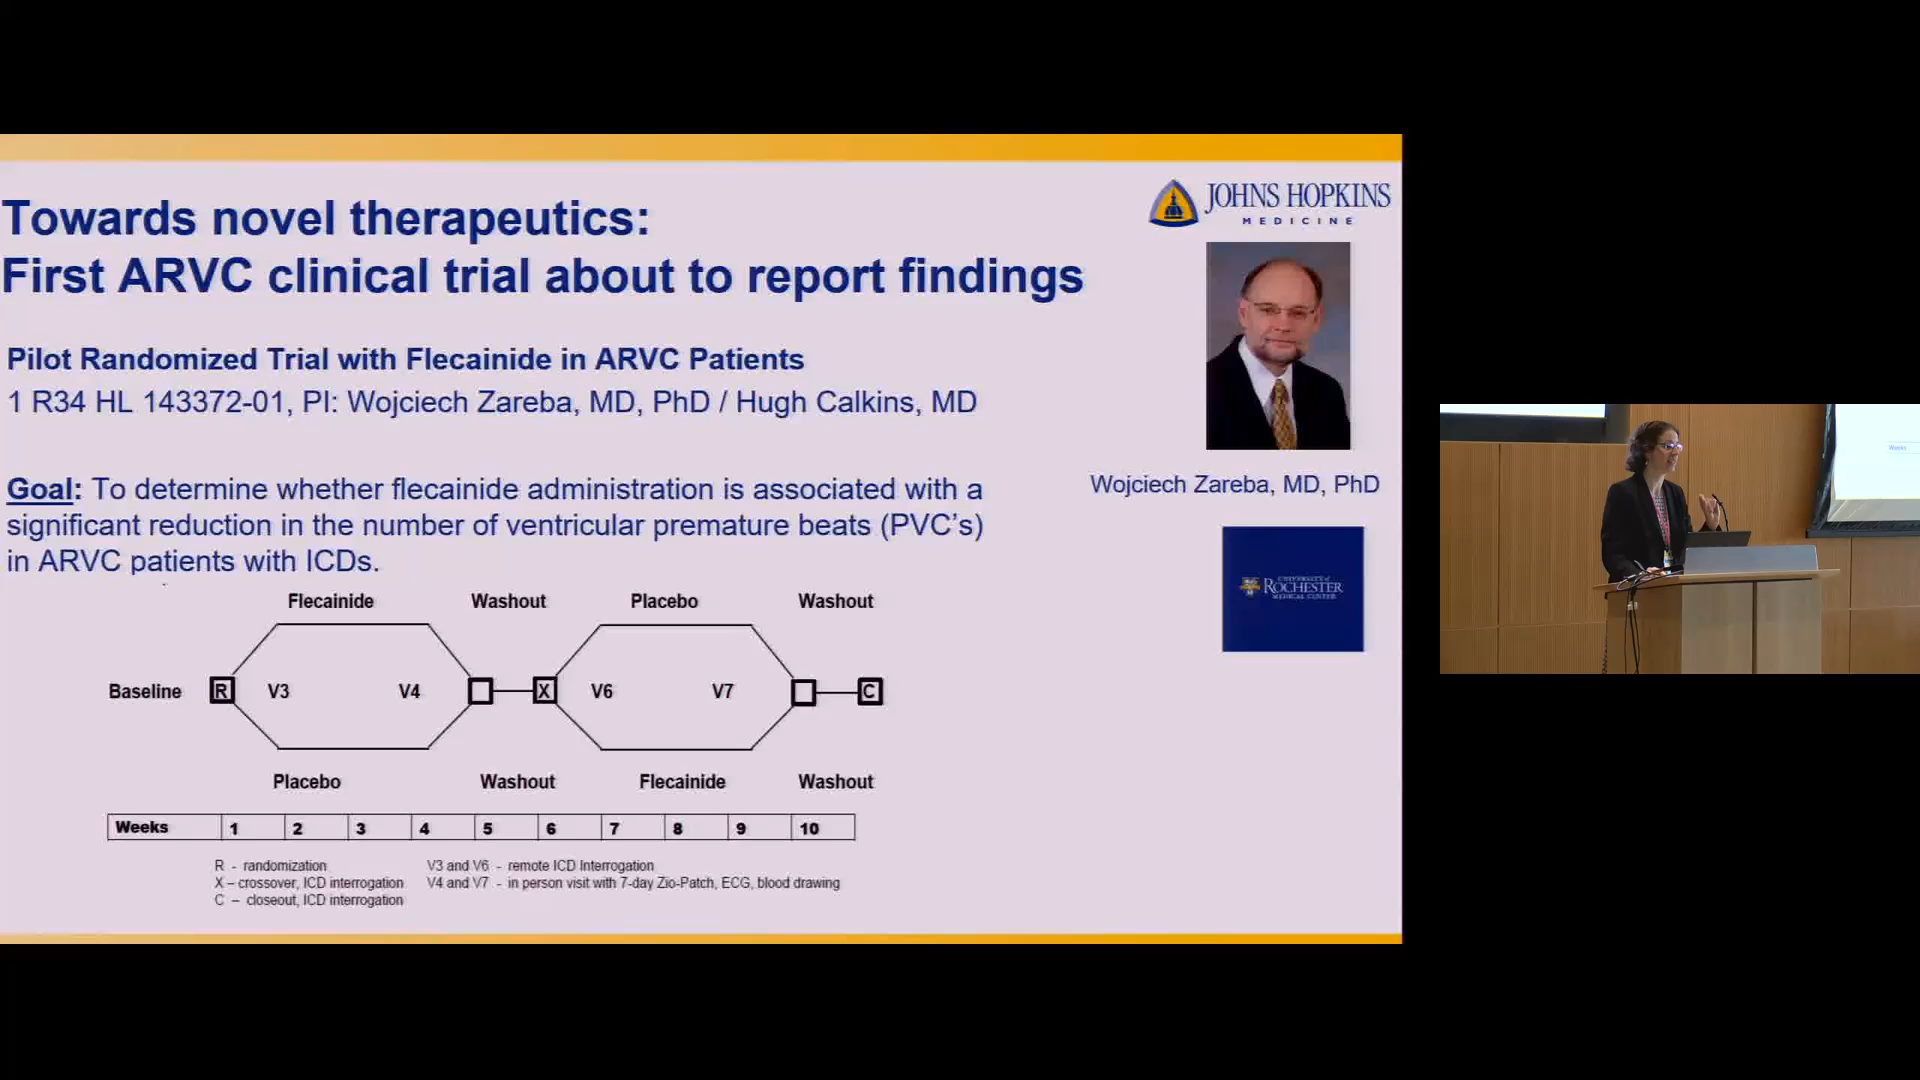 Towards novel therapeutics:
First ARVC clinical trial about to report findings
JOHNS HOPKINS
MEDICINE
Pilot Randomized Trial with Flecainide in ARVC Patients
1 R34 HL 143372-01, PI: Wojciech Zareba, MD, PhD / Hugh Calkins, MD
Wojciech Zareba, MD, PhD
Goal: To determine whether flecainide administration is associated with a
significant reduction in the number of ventricular premature beats (PVC's)
in ARVC patients with ICDs.
UNIVERSITY of
ROCHESTER
MEDICAL CENTER
Flecainide Washout Placebo Washout
Baseline R V3 V4 X V6 V7 C
Placebo Washout Flecainide Washout
Weeks 1 2 3 4 5 6 7 8 9 10
R - randomization
X – crossover, ICD interrogation
C – closeout, ICD interrogation
V3 and V6 - remote ICD Interrogation
V4 and V7 - in person visit with 7-day Zio-Patch, ECG, blood drawing
Weeks